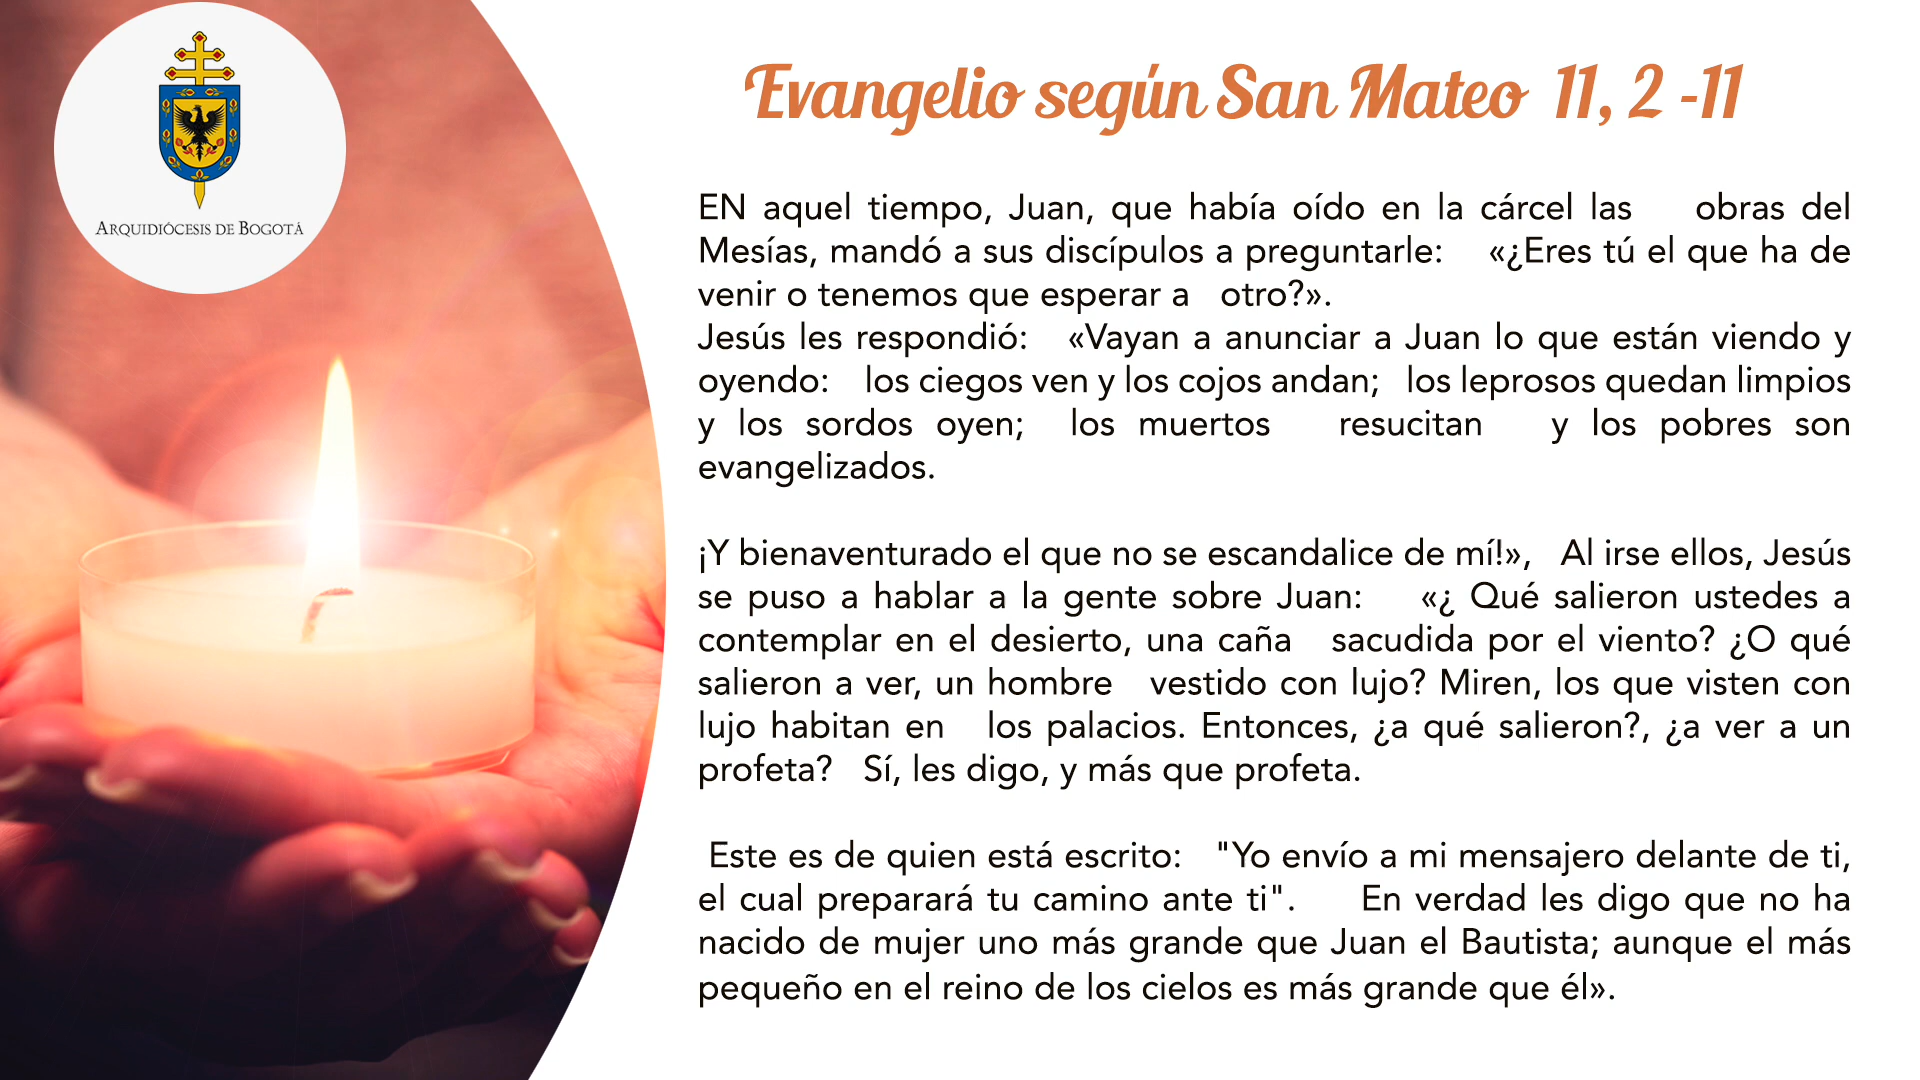 ARQUIDIÓCESIS DE BOGOTÁ
Evangelio según San Mateo 11, 2 -11
EN aquel tiempo, Juan, que había oído en la cárcel las obras del
Mesías, mandó a sus discípulos a preguntarle: «¿Eres tú el que ha de
venir o tenemos que esperar a otro?».
Jesús les respondió: «Vayan a anunciar a Juan lo que están viendo y
oyendo: los ciegos ven y los cojos andan; los leprosos quedan limpios
y los sordos oyen; los muertos resucitan y los pobres son
evangelizados.
¡Y bienaventurado el que no se escandalice de mí!», Al irse ellos, Jesús
se puso a hablar a la gente sobre Juan: «¿ Qué salieron ustedes a
contemplar en el desierto, una caña sacudida por el viento? ¿O qué
salieron a ver, un hombre vestido con lujo? Miren, los que visten con
lujo habitan en los palacios. Entonces, ¿a qué salieron?, ¿a ver a un
profeta? Sí, les digo, y más que profeta.
Este es de quien está escrito: "Yo envío a mi mensajero delante de ti,
el cual preparará tu camino ante ti". En verdad les digo que no ha
nacido de mujer uno más grande que Juan el Bautista; aunque el más
pequeño en el reino de los cielos es más grande que él».